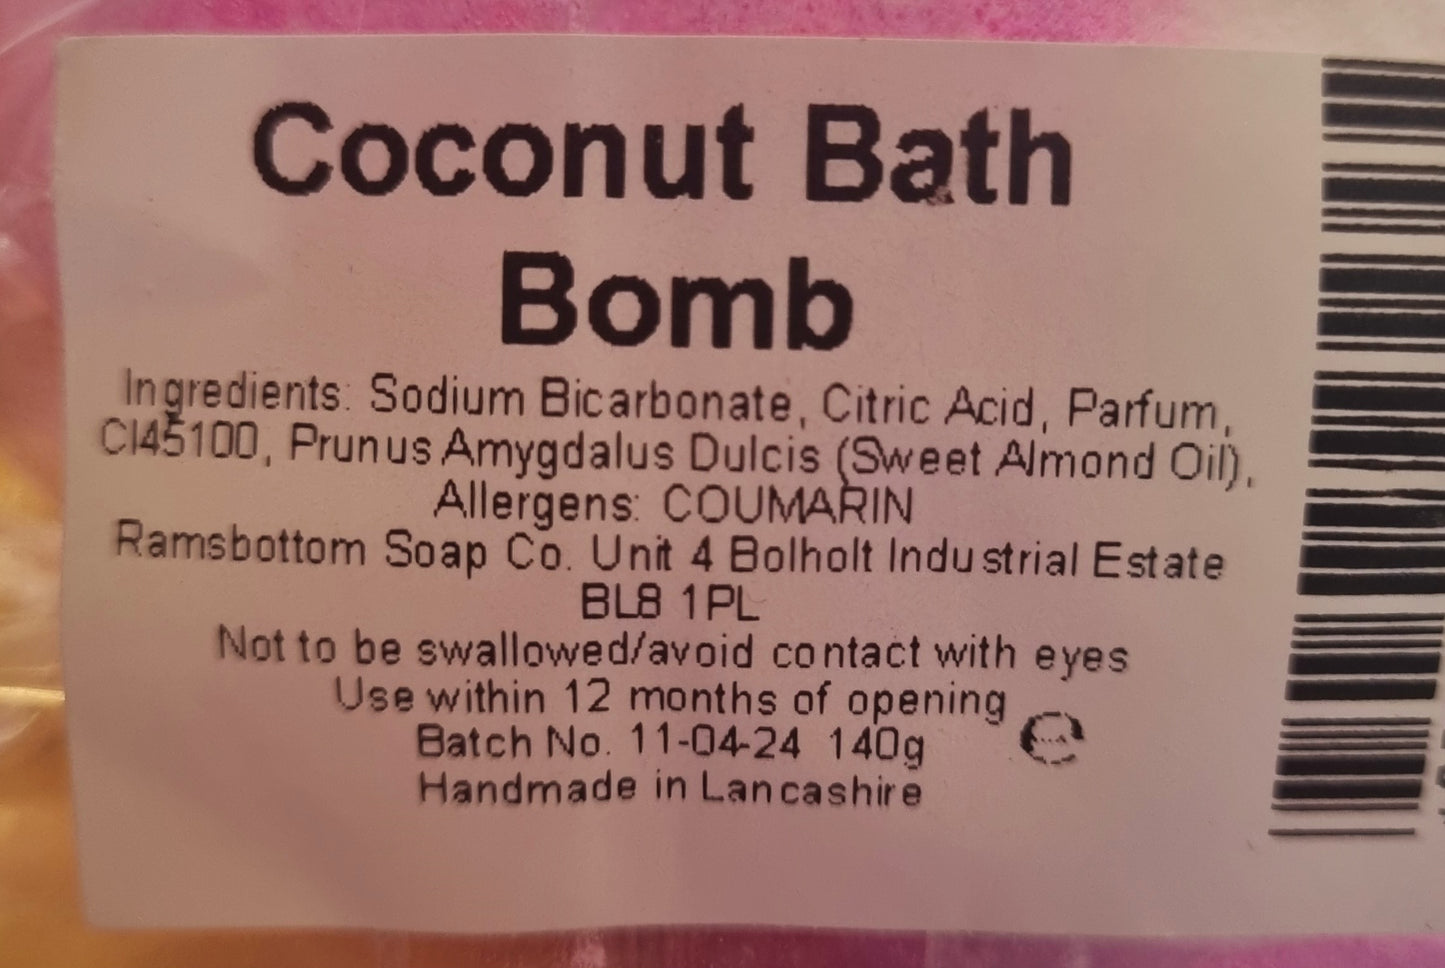 Coconut Bath
Bomb
Ingredients: Sodium Bicarbonate, Citric Acid, Parfum,
CI45100, Prunus Amygdalus Dulcis (Sweet Almond Oil),
Allergens: COUMARIN
Ramsbottom Soap Co. Unit 4 Bolholt Industrial Estate
BL8 1PL
Not to be swallowed/avoid contact with eyes
Use within 12 months of opening
Batch No. 11-04-24 140g ℮
Handmade in Lancashire